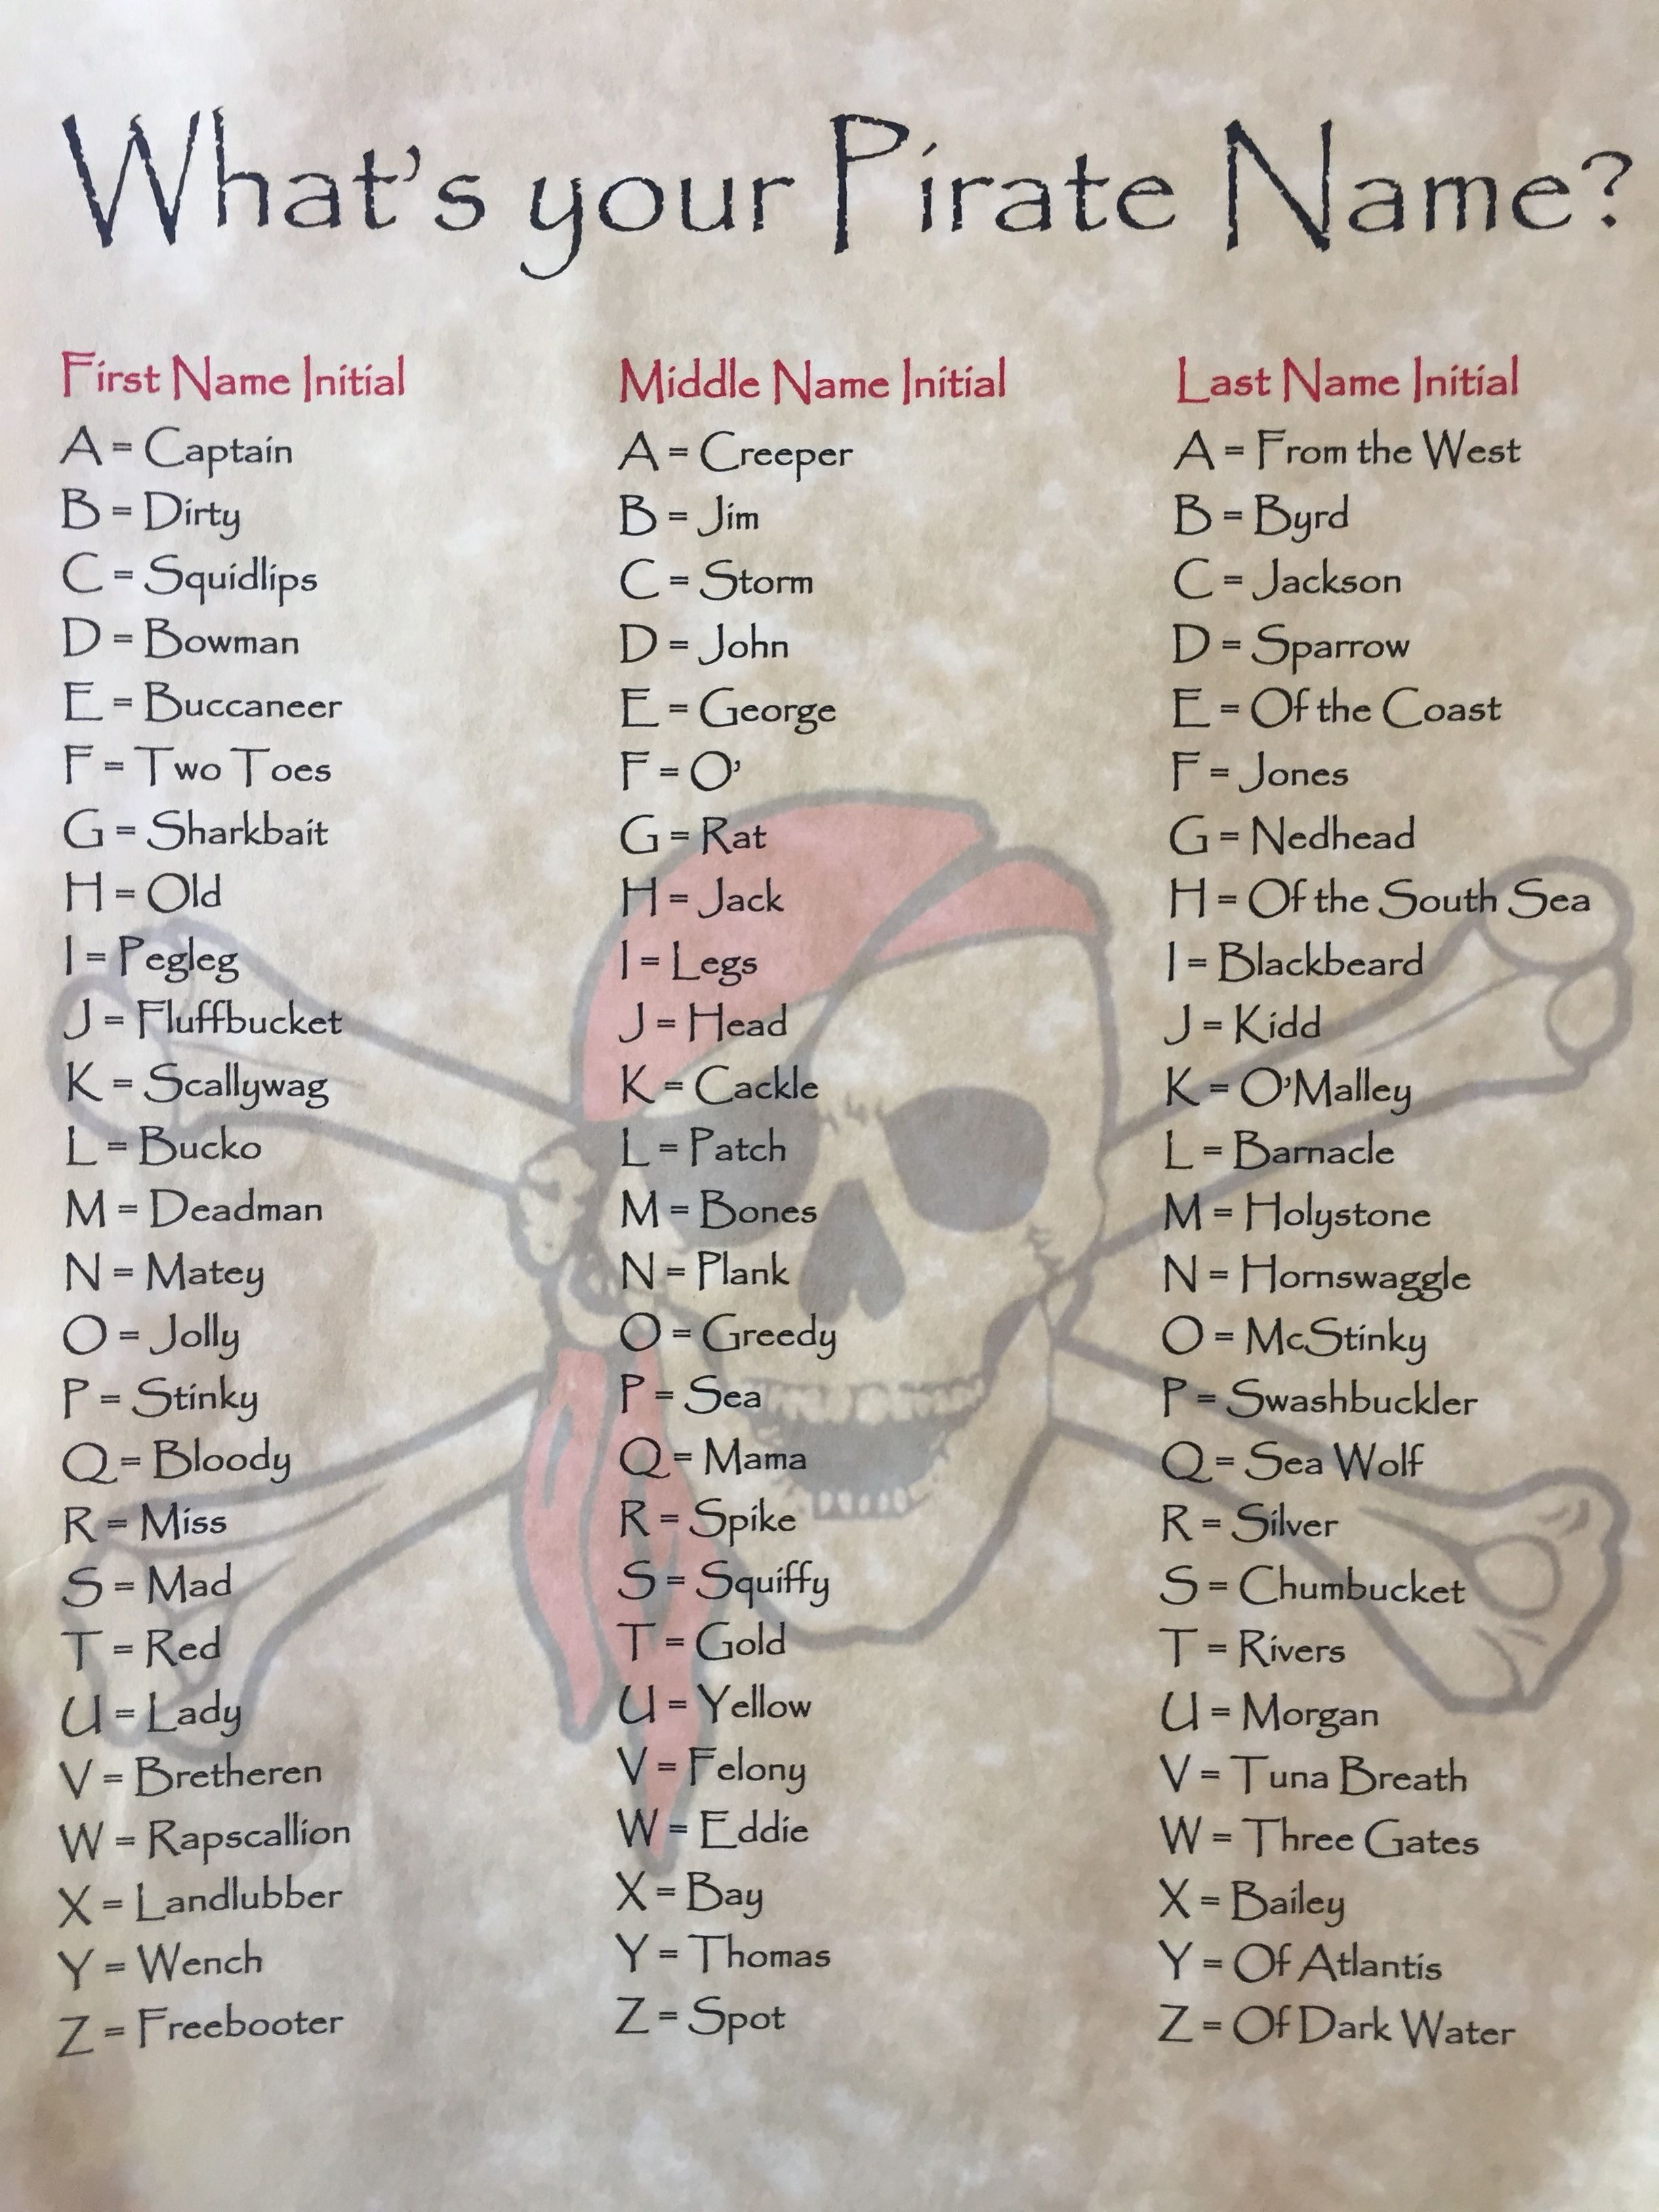 What's your Pirate Name?
First Name Initial
A = Captain
B = Dirty
C = Squidlips
D = Bowman
E = Buccaneer
F = Two Toes
G = Sharkbait
H = Old
I = Pegleg
J = Fluffbucket
K = Scallywag
L = Bucko
M = Deadman
N = Matey
O = Jolly
P = Stinky
Q = Bloody
R = Miss
S = Mad
T = Red
U = Lady
V = Bretheren
W = Rapscallion
X = Landlubber
Y = Wench
Z = Freebooter
Middle Name Initial
A = Creeper
B = Jim
C = Storm
D = John
E = George
F = O'
G = Rat
H = Jack
I = Legs
J = Head
K = Cackle
L = Patch
M = Bones
N = Plank
O = Greedy
P = Sea
Q = Mama
R = Spike
S = Squiffy
T = Gold
U = Yellow
V = Felony
W = Eddie
X = Bay
Y = Thomas
Z = Spot
Last Name Initial
A = From the West
B = Byrd
C = Jackson
D = Sparrow
E = Of the Coast
F = Jones
G = Nedhead
H = Of the South Sea
I = Blackbeard
J = Kidd
K = O'Malley
L = Barnacle
M = Holystone
N = Hornswaggle
O = McStinky
P = Swashbuckler
Q = Sea Wolf
R = Silver
S = Chumbucket
T = Rivers
U = Morgan
V = Tuna Breath
W = Three Gates
X = Bailey
Y = Of Atlantis
Z = Of Dark Water